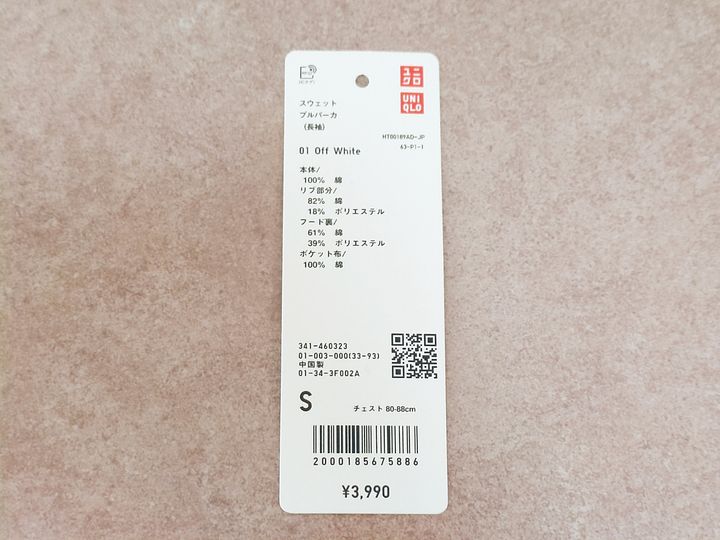 ユニ
クロ
UNI
QLO
スウェット
プルパーカ
(長袖)
HT00189AD-JP
63-P1-1
01 Off White
本体/
100% 綿
リブ部分/
82% 綿
18% ポリエステル
フード裏/
61% 綿
39% ポリエステル
ポケット布/
100% 綿
341-460323
01-003-000(33-93)
中国製
01-34-3F002A
S チェスト 80-88cm
2000185675886
¥3,990